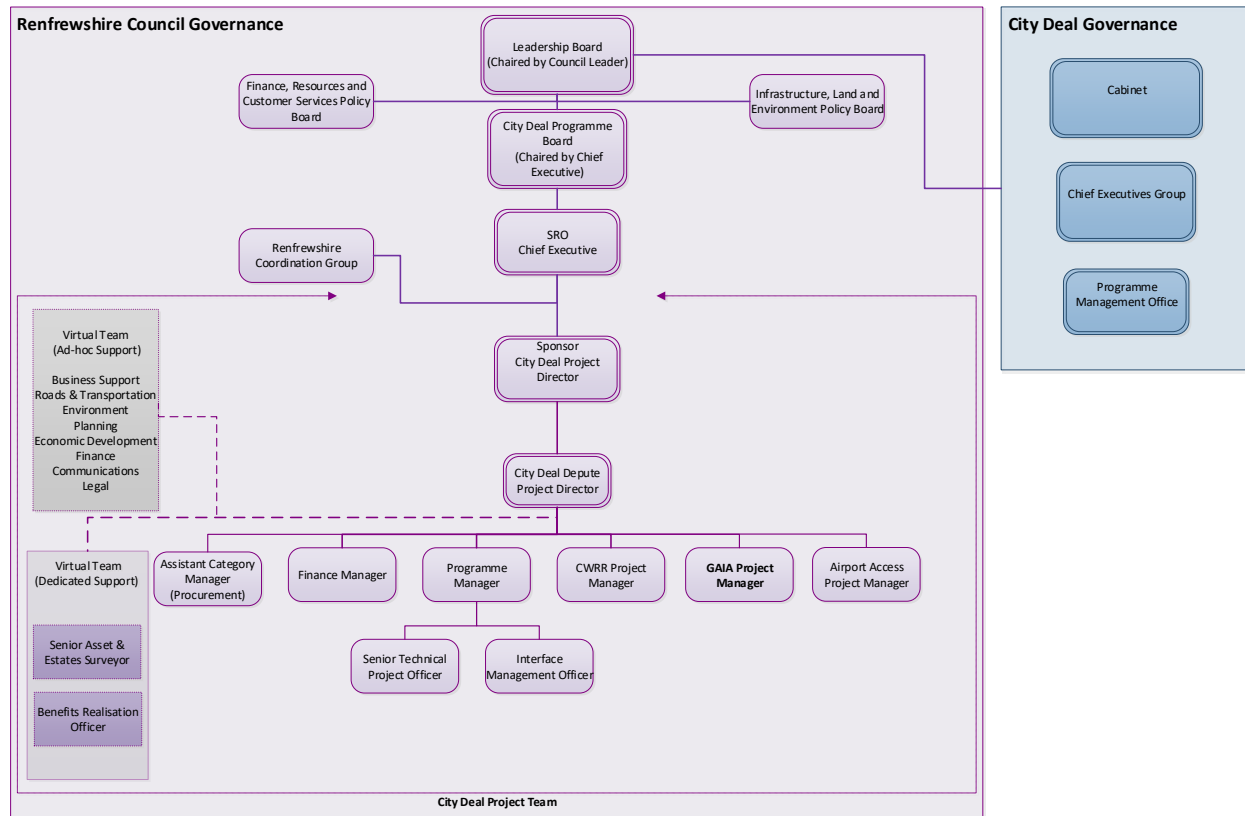 Renfrewshire Council Governance
Leadership Board
(Chaired by Council Leader)
Finance, Resources and
Customer Services Policy
Board
Infrastructure, Land and
Environment Policy Board
City Deal Programme
Board
(Chaired by Chief
Executive)
SRO
Chief Executive
Renfrewshire
Coordination Group
Virtual Team
(Ad-hoc Support)
Business Support
Roads & Transportation
Environment
Planning
Economic Development
Finance
Communications
Legal
Sponsor
City Deal Project
Director
City Deal Depute
Project Director
Virtual Team
(Dedicated Support)
Senior Asset &
Estates Surveyor
Benefits Realisation
Officer
Assistant Category
Manager
(Procurement)
Finance Manager
Programme
Manager
CWRR Project
Manager
GAIA Project
Manager
Airport Access
Project Manager
Senior Technical
Project Officer
Interface
Management Officer
City Deal Project Team
City Deal Governance
Cabinet
Chief Executives Group
Programme
Management Office